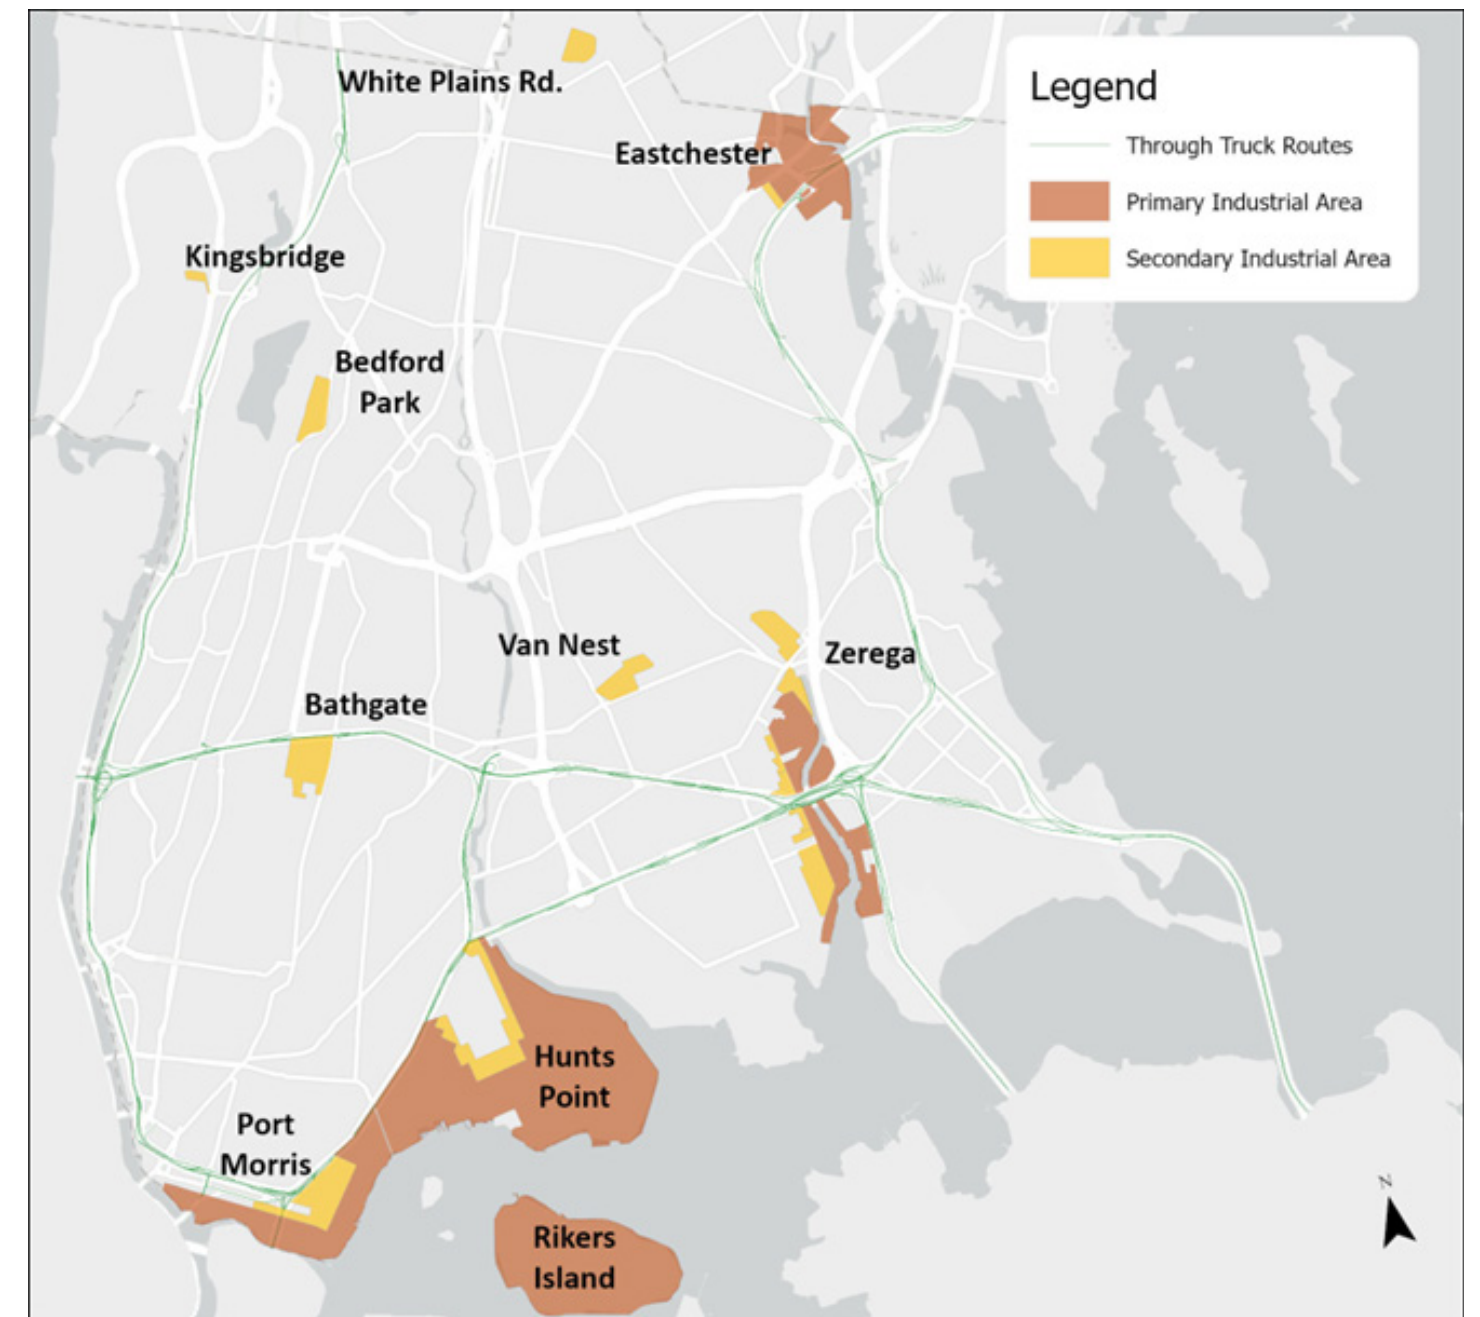 White Plains Rd.
Legend
Eastchester
Through Truck Routes
Primary Industrial Area
Kingsbridge
Secondary Industrial Area
Bedford
Park
Van Nest
Zerega
Bathgate
Hunts
Point
Port
Morris
N
Rikers
Island